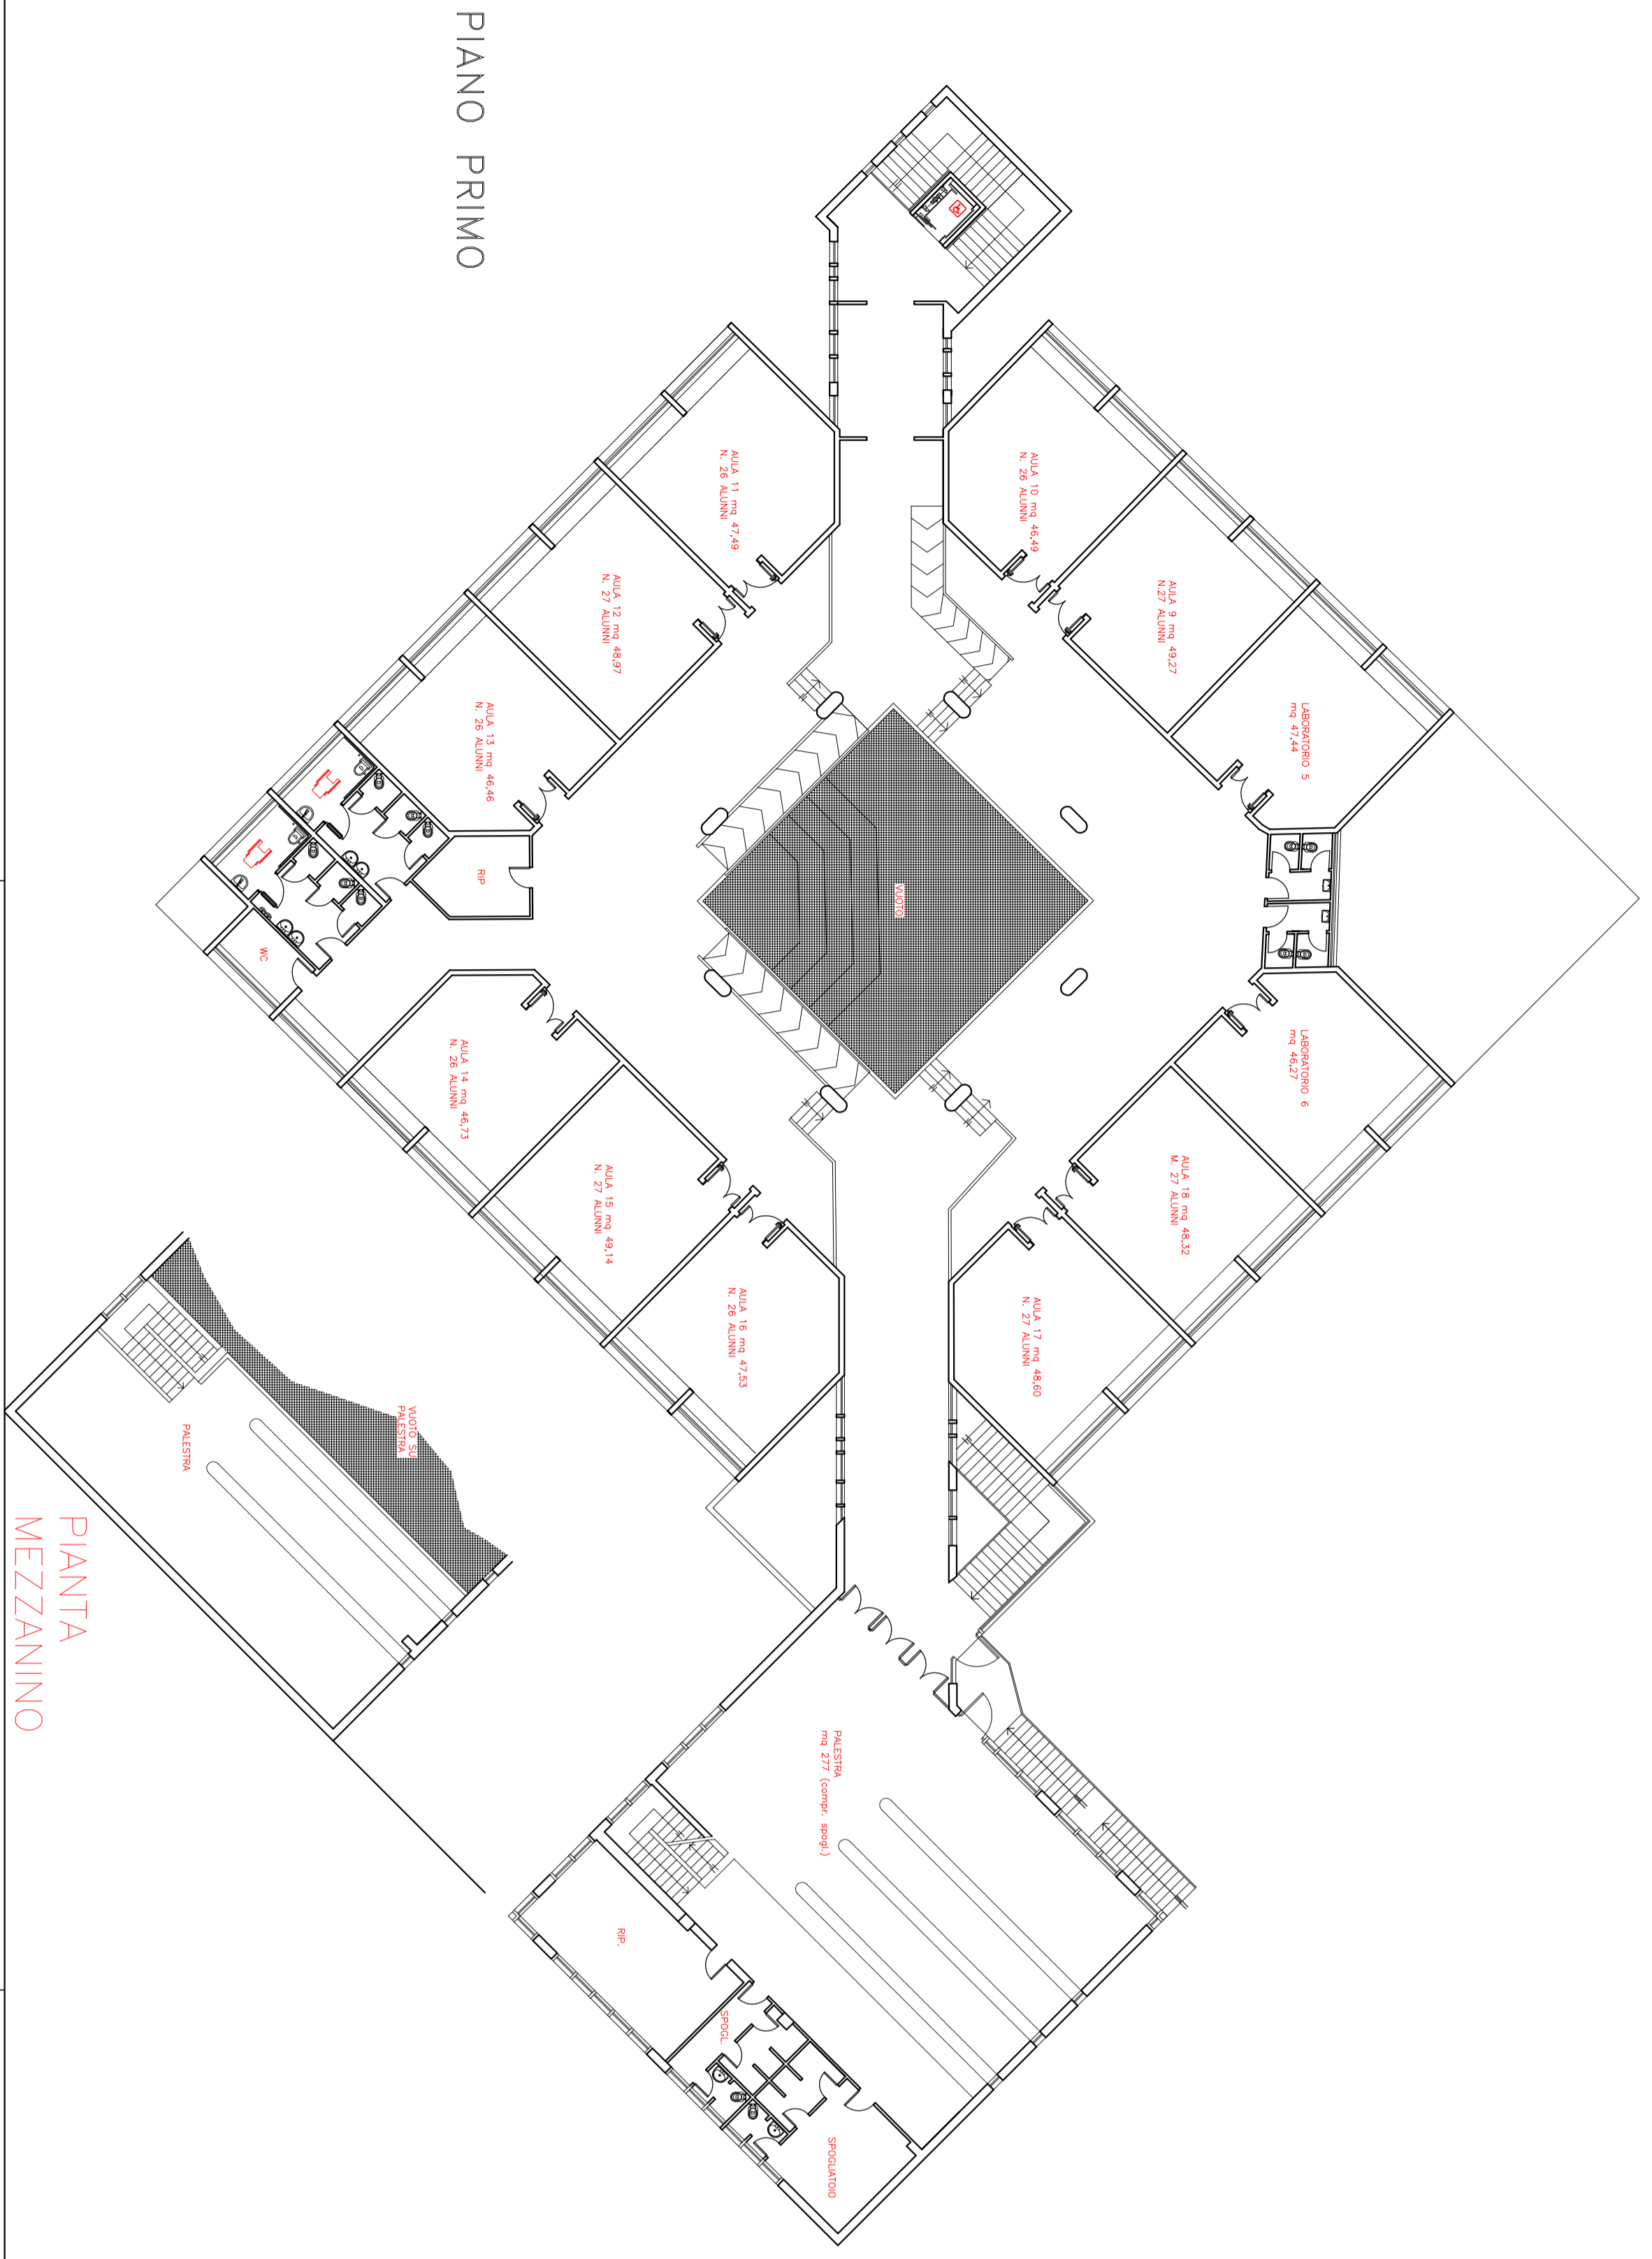 PIANO PRIMO
LABORATORIO 5
mq 47,44
LABORATORIO 6
mq 46,27
AULA 9 mq 49,27
N.27 ALUNNI
AULA 18 mq 48,32
M. 27 ALUNNI
AULA 10 mq 46,49
N. 26 ALUNNI
AULA 17 mq 48,60
N. 27 ALUNNI
VUOTO
AULA 11 mq 47,49
N. 26 ALUNNI
AULA 16 mq 47,53
N. 26 ALUNNI
AULA 12 mq 48,97
N. 27 ALUNNI
AULA 15 mq 49,14
N. 27 ALUNNI
AULA 13 mq 46,46
N. 26 ALUNNI
RIP
AULA 14 mq 46,73
N. 26 ALUNNI
WC
PALESTRA
mq 277 (compr. spogl.)
RIP.
SPOGL.
SPOGLIATOIO
VUOTO SU
PALESTRA
PALESTRA
PIANTA
MEZZANINO